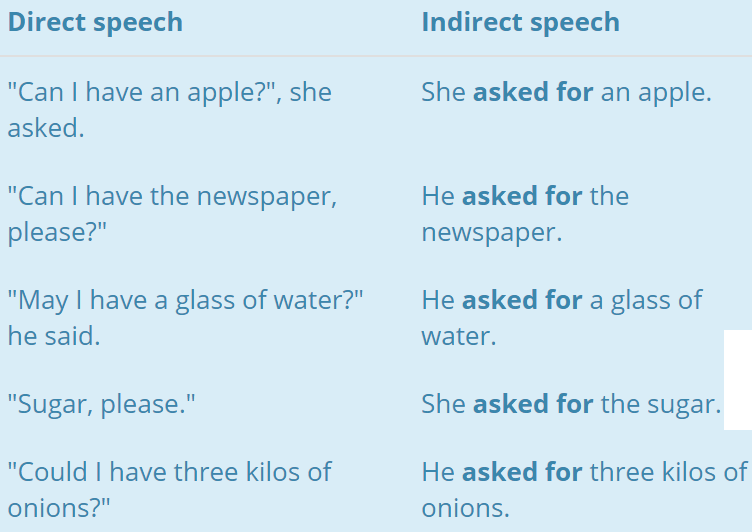 Direct speech Indirect speech
"Can I have an apple?", she She asked for an apple.
asked.
"Can I have the newspaper, He asked for the
please?" newspaper.
"May I have a glass of water?" He asked for a glass of
he said. water.
"Sugar, please." She asked for the sugar.
"Could I have three kilos of He asked for three kilos of
onions?" onions.